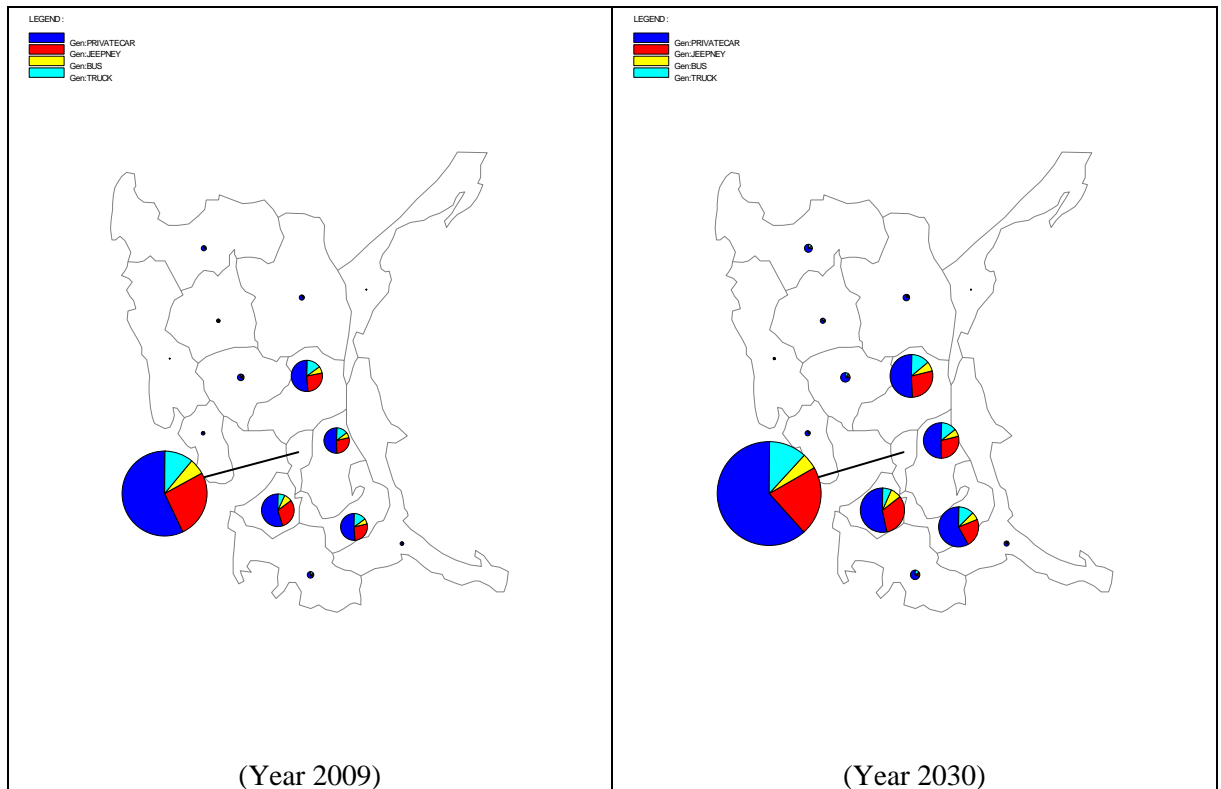 LEGEND :
Gen:PRIVATECAR
Gen:JEEPNEY
Gen:BUS
Gen:TRUCK
(Year 2009)
LEGEND :
Gen:PRIVATECAR
Gen:JEEPNEY
Gen:BUS
Gen:TRUCK
(Year 2030)